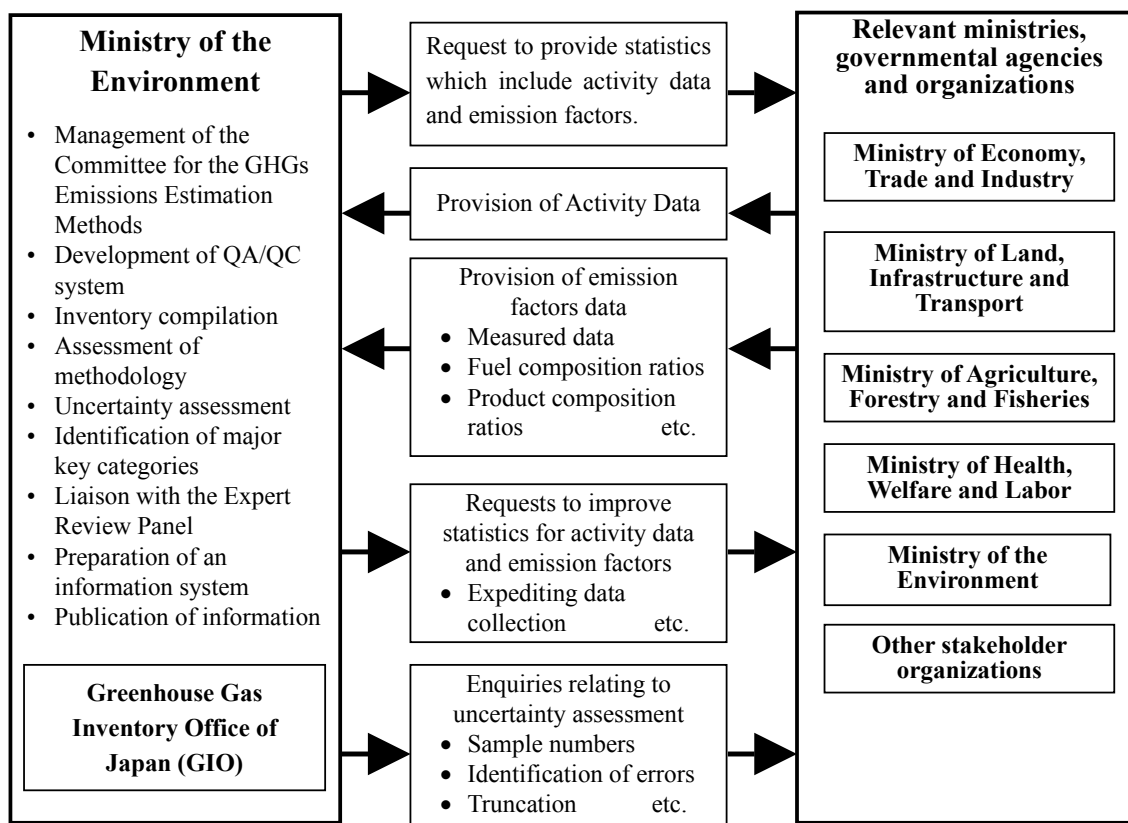 Ministry of the
Environment
• Management of the
Committee for the GHGs
Emissions Estimation
Methods
• Development of QA/QC
system
• Inventory compilation
• Assessment of
methodology
• Uncertainty assessment
• Identification of major
key categories
• Liaison with the Expert
Review Panel
• Preparation of an
information system
• Publication of information
Greenhouse Gas
Inventory Office of
Japan (GIO)
Request to provide statistics
which include activity data
and emission factors.
Provision of Activity Data
Provision of emission
factors data
• Measured data
• Fuel composition ratios
• Product composition
ratios etc.
Requests to improve
statistics for activity data
and emission factors
• Expediting data
collection etc.
Enquiries relating to
uncertainty assessment
• Sample numbers
• Identification of errors
• Truncation etc.
Relevant ministries,
governmental agencies
and organizations
Ministry of Economy,
Trade and Industry
Ministry of Land,
Infrastructure and
Transport
Ministry of Agriculture,
Forestry and Fisheries
Ministry of Health,
Welfare and Labor
Ministry of the
Environment
Other stakeholder
organizations